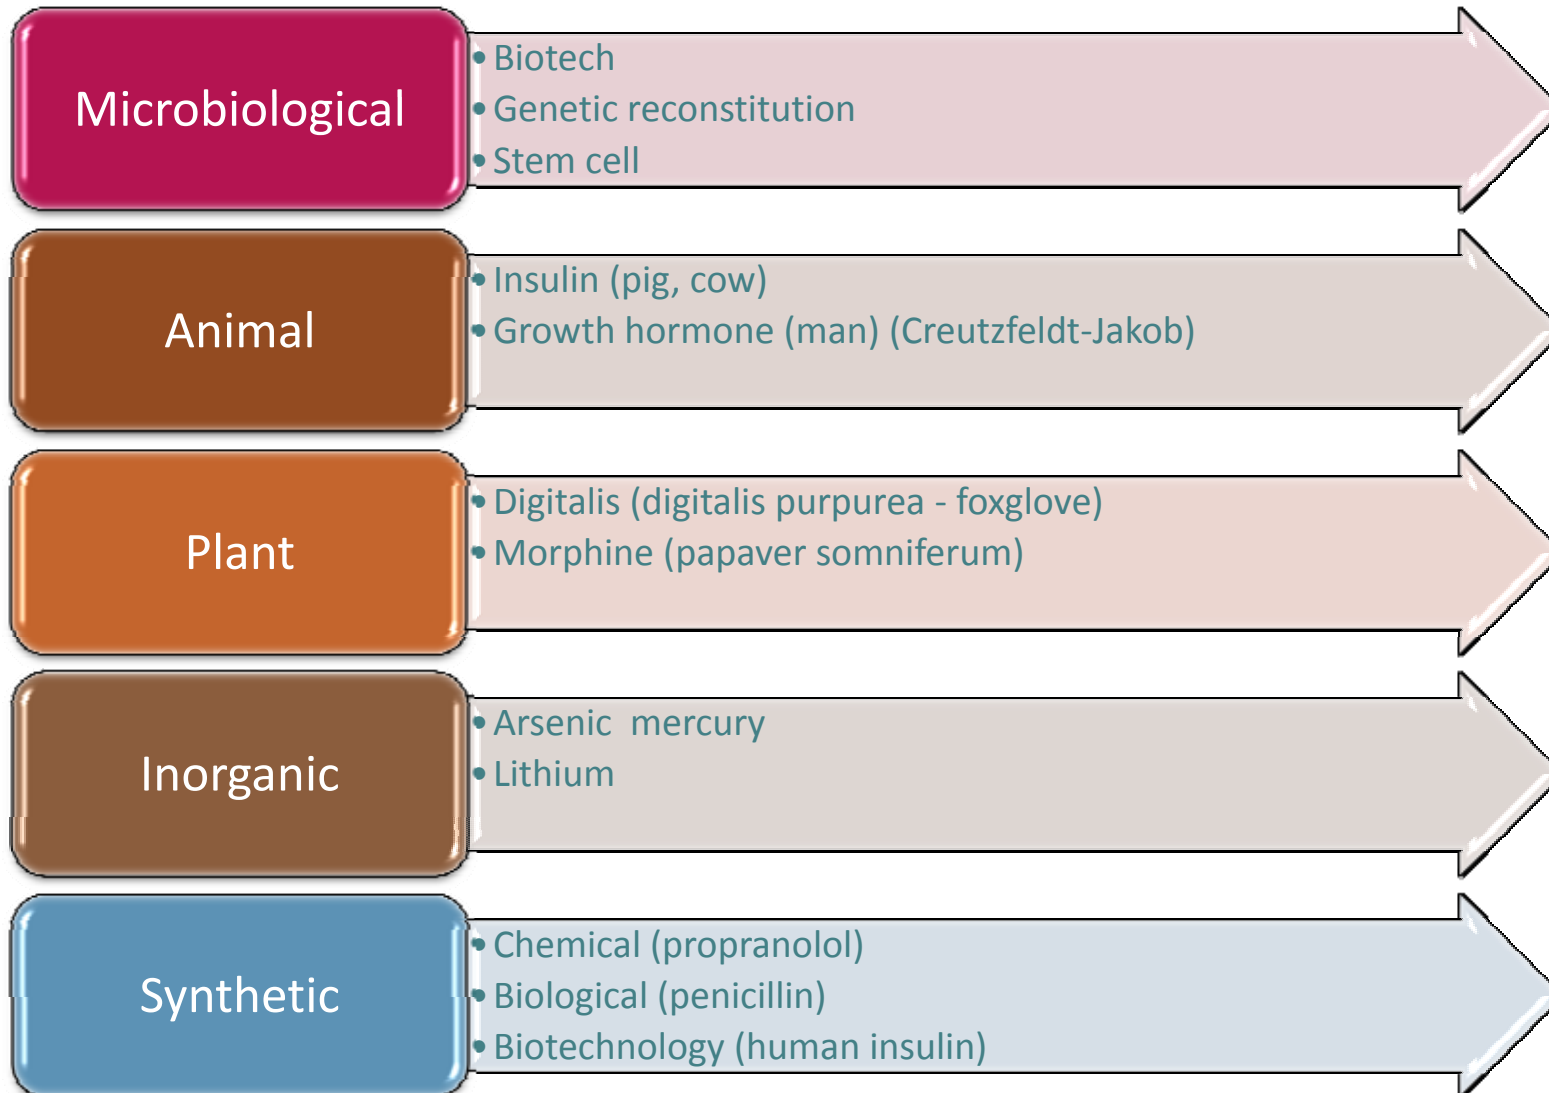 Microbiological
• Biotech
• Genetic reconstitution
• Stem cell
Animal
• Insulin (pig, cow)
• Growth hormone (man) (Creutzfeldt-Jakob)
Plant
• Digitalis (digitalis purpurea - foxglove)
• Morphine (papaver somniferum)
Inorganic
• Arsenic  mercury
• Lithium
Synthetic
• Chemical (propranolol)
• Biological (penicillin)
• Biotechnology (human insulin)